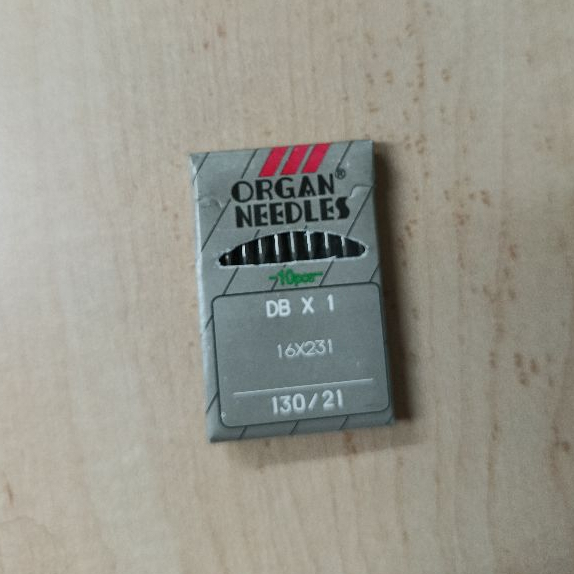 ORGAN®
NEEDLES
-10pcs-
DB X 1
16X231
130/21